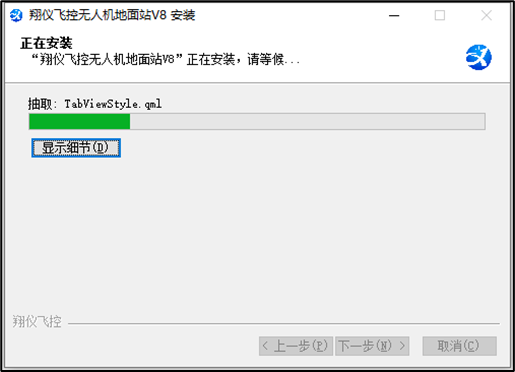 翔仪飞控无人机地面站V8 安装
正在安装
“翔仪飞控无人机地面站V8”正在安装，请等候...
抽取: TabViewStyle.qml
显示细节(D)
翔仪飞控
< 上一步(P) 下一步(N) > 取消(C)